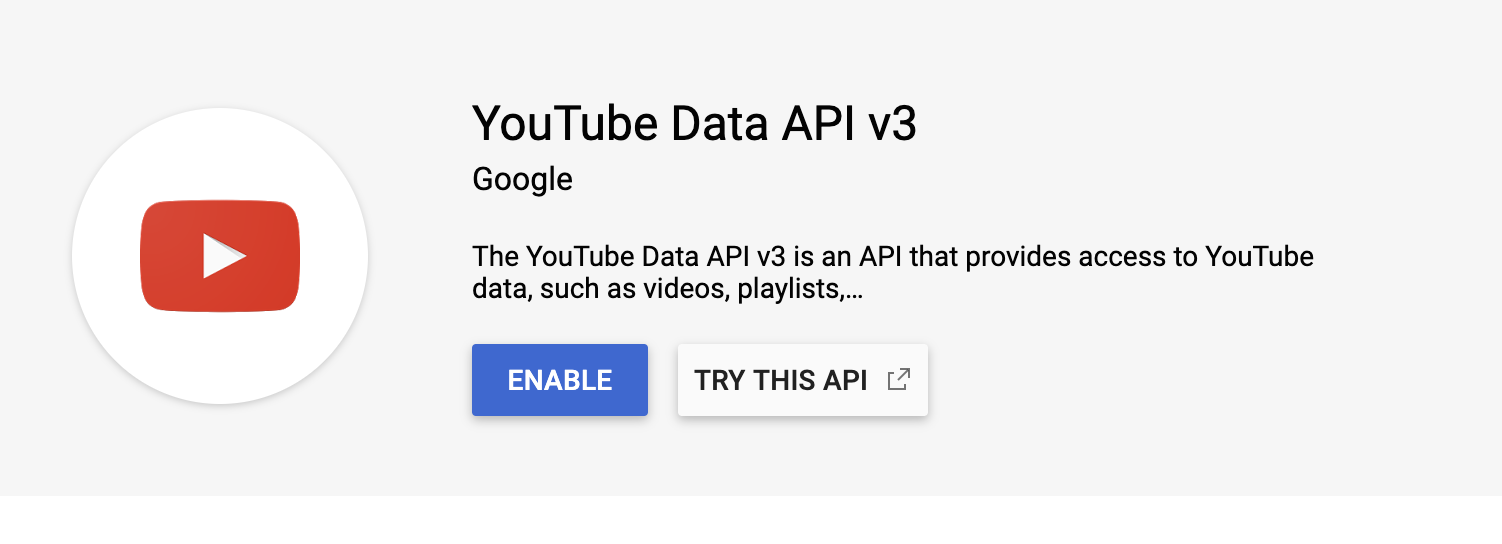 YouTube Data API v3
Google
The YouTube Data API v3 is an API that provides access to YouTube
data, such as videos, playlists,...
ENABLE
TRY THIS API